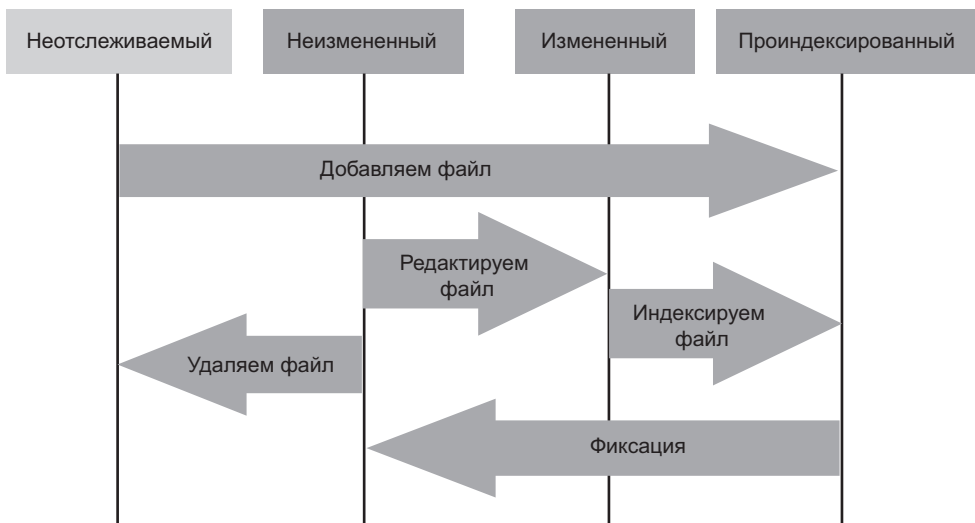 Неотслеживаемый
Неизмененный
Измененный
Проиндексированный
Добавляем файл
Редактируем
файл
Индексируем
файл
Удаляем файл
Фиксация